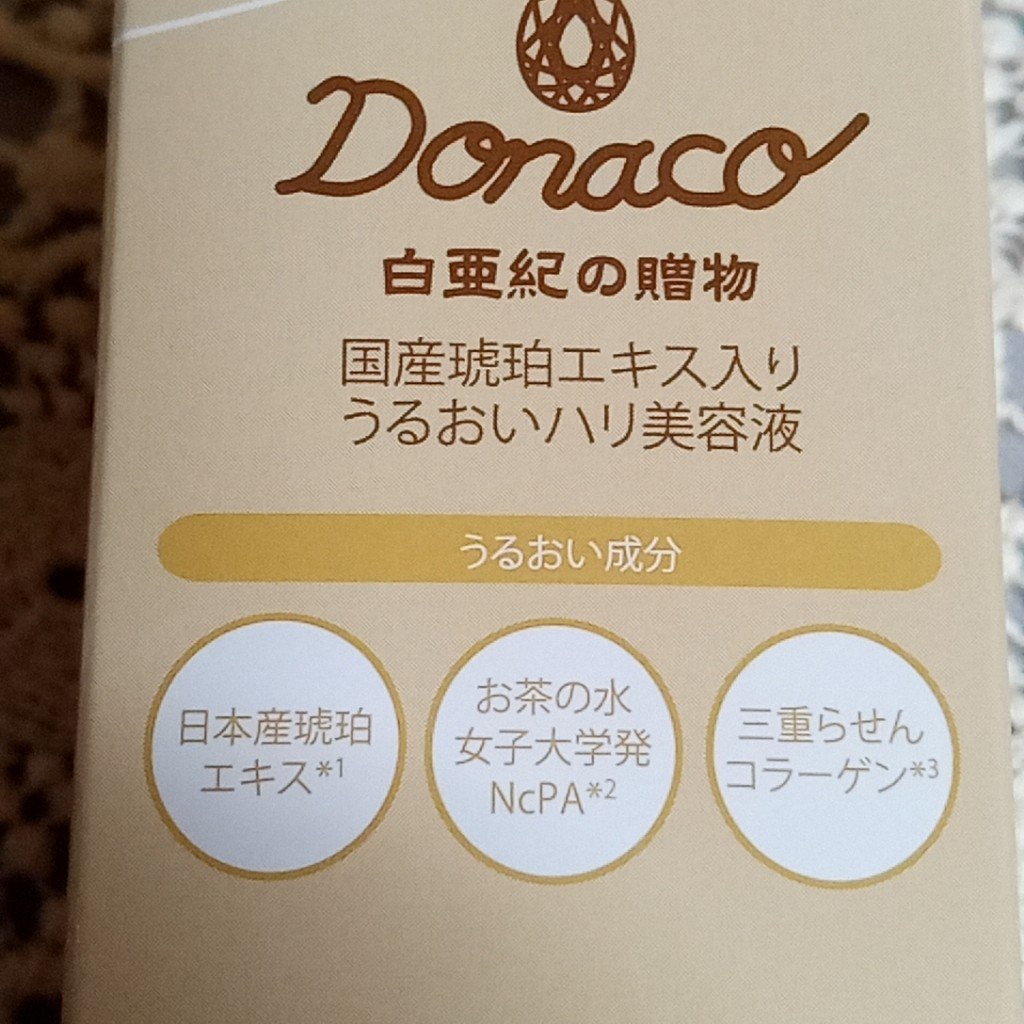 Donaco
白亜紀の贈物
国産琥珀エキス入り
うるおいハリ美容液
うるおい成分
日本産琥珀
エキス*1
お茶の水
女子大学発
NcPA*2
三重らせん
コラーゲン*3